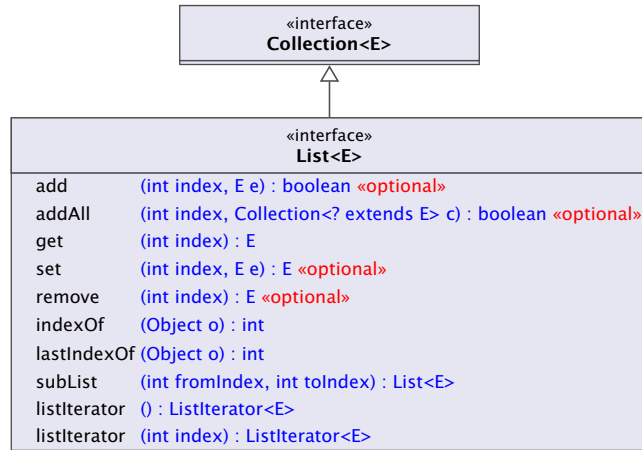 «interface»
Collection<E>
«interface»
List<E>
add (int index, E e) : boolean «optional»
addAll (int index, Collection<? extends E> c) : boolean «optional»
get (int index) : E
set (int index, E e) : E «optional»
remove (int index) : E «optional»
indexOf (Object o) : int
lastIndexOf (Object o) : int
subList (int fromIndex, int toIndex) : List<E>
listIterator () : ListIterator<E>
listIterator (int index) : ListIterator<E>